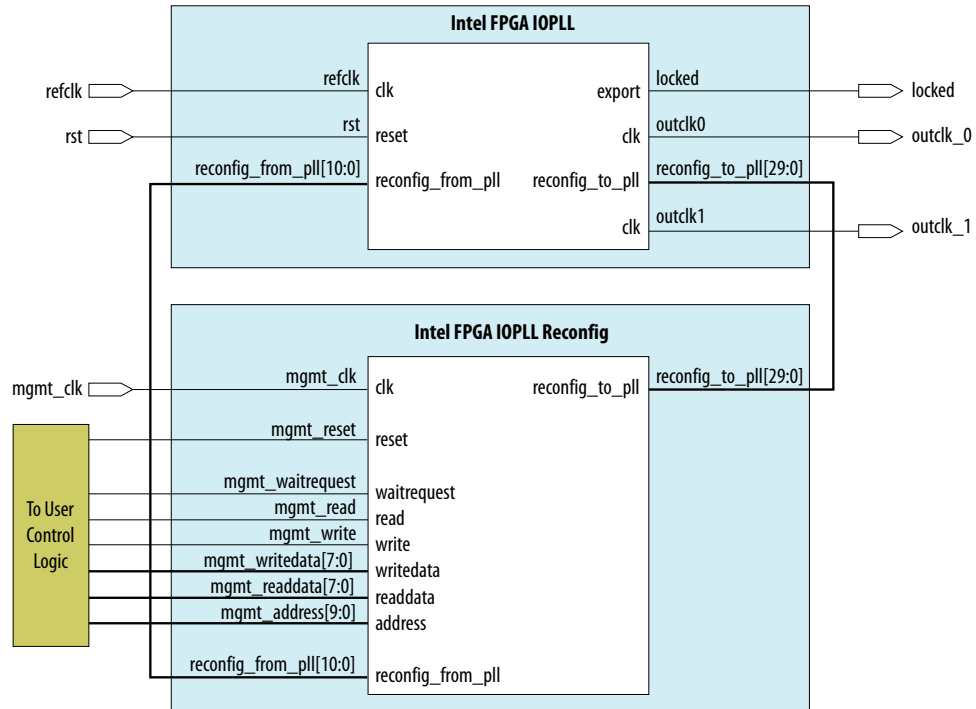 Intel FPGA IOPLL
refclk
refclk
clk
export
locked
locked
rst
rst
reset
clk
outclk0
outclk_0
reconfig_from_pll[10:0]
reconfig_from_pll
reconfig_to_pll
reconfig_to_pll[29:0]
clk
outclk1
outclk_1
Intel FPGA IOPLL Reconfig
mgmt_clk
mgmt_clk
clk
reconfig_to_pll
reconfig_to_pll[29:0]
mgmt_reset
reset
To User
Control
Logic
mgmt_waitrequest
waitrequest
mgmt_read
read
mgmt_write
write
mgmt_writedata[7:0]
writedata
mgmt_readdata[7:0]
readdata
mgmt_address[9:0]
address
reconfig_from_pll[10:0]
reconfig_from_pll